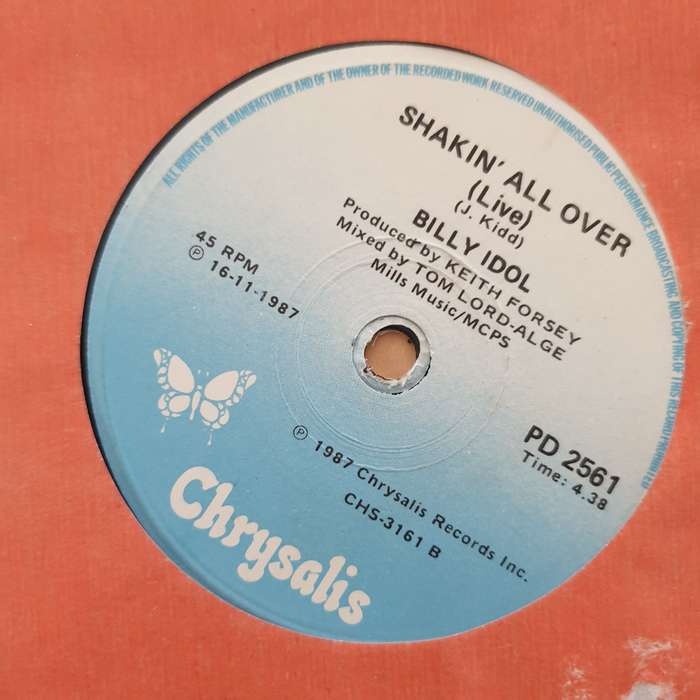 ALL RIGHTS OF THE MANUFACTURER AND OF THE OWNER OF THE RECORDED WORK RESERVED UNAUTHORISED PUBLIC PERFORMANCE BROADCASTING AND COPYING OF THIS RECORD PROHIBITED
SHAKIN' ALL OVER
(Live)
(J. Kidd)
BILLY IDOL
Produced by KEITH FORSEY
Mixed by TOM LORD-ALGE
Mills Music/MCPS
45 RPM
℗ 16-11-1987
PD 2561
Time: 4.38
℗ 1987 Chrysalis Records Inc.
CHS-3161 B
Chrysalis